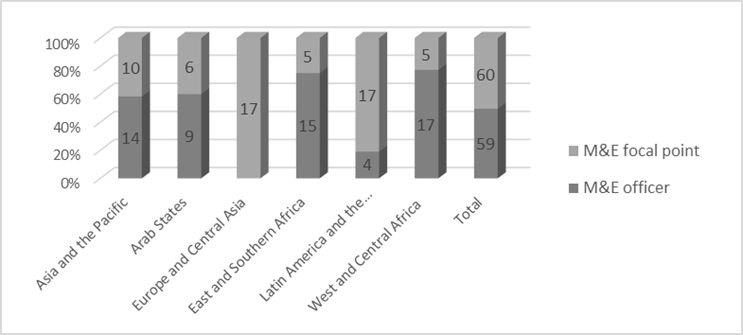 100%
80%
60%
40%
20%
0%
10
6
17
5
17
5
60
14
9
15
4
17
59
Asia and the Pacific
Arab States
Europe and Central Asia
East and Southern Africa
Latin America and the...
West and Central Africa
Total
M&E focal point
M&E officer